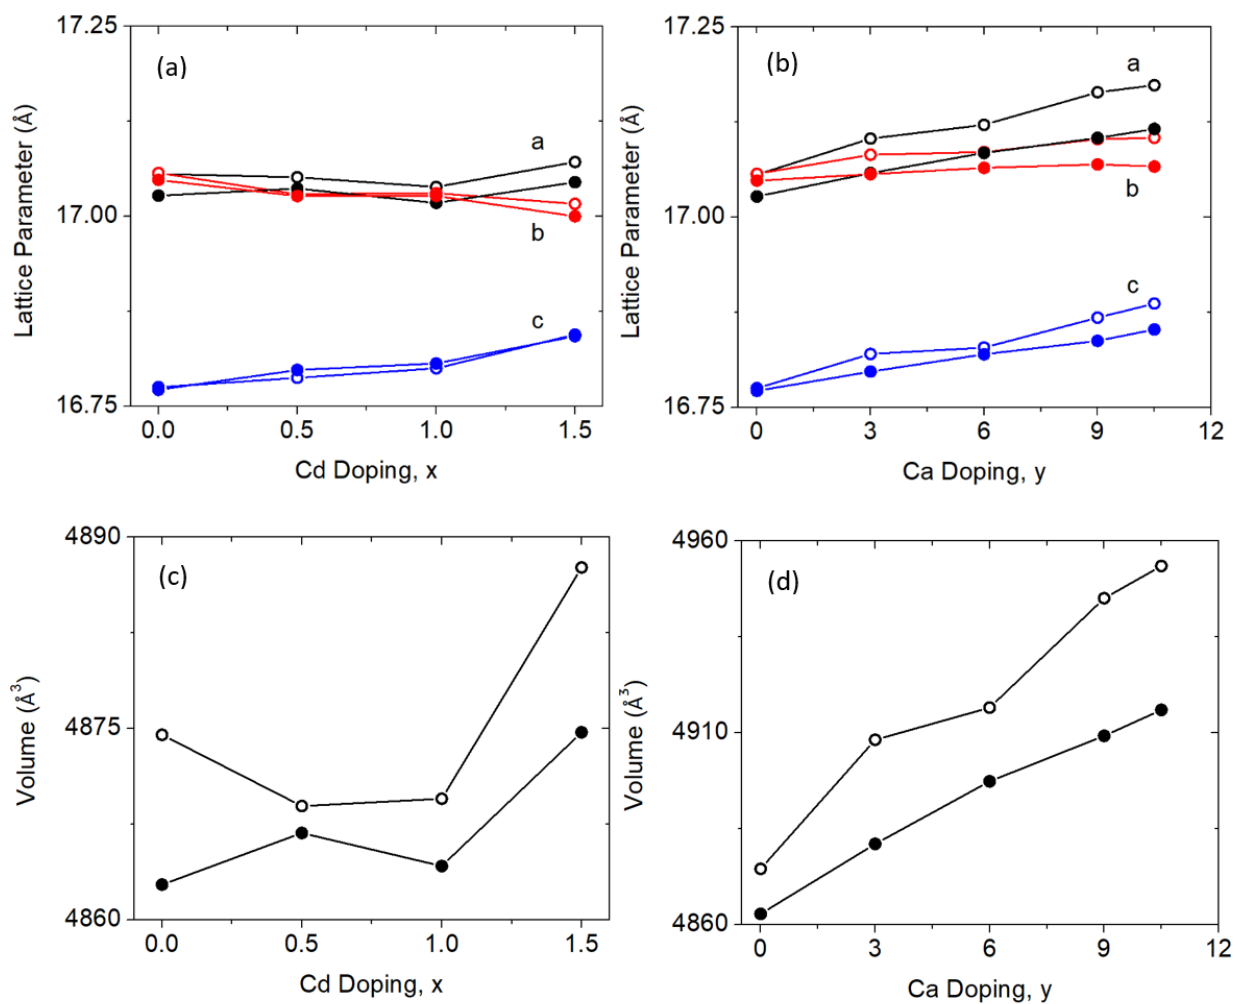 (a)
17.25
17.00
16.75
Lattice Parameter (Å)
a
b
c
0.0 0.5 1.0 1.5
Cd Doping, x
(b)
17.25
17.00
16.75
Lattice Parameter (Å)
a
b
c
0 3 6 9 12
Ca Doping, y
(c)
4890
4875
4860
Volume (Å³)
0.0 0.5 1.0 1.5
Cd Doping, x
(d)
4960
4910
4860
Volume (Å³)
0 3 6 9 12
Ca Doping, y